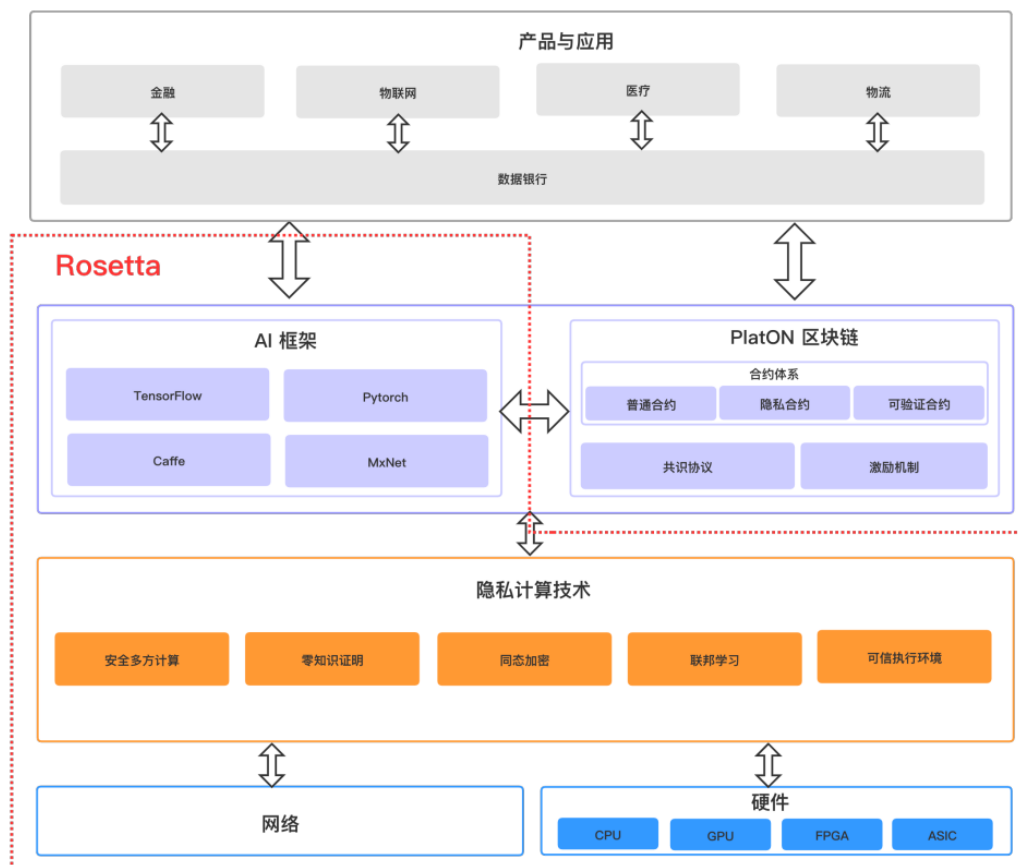 产品与应用
金融
物联网
医疗
物流
数据银行
Rosetta
AI 框架
TensorFlow
Pytorch
Caffe
MxNet
PlatON 区块链
合约体系
普通合约
隐私合约
可验证合约
共识协议
激励机制
隐私计算技术
安全多方计算
零知识证明
同态加密
联邦学习
可信执行环境
网络
硬件
CPU
GPU
FPGA
ASIC